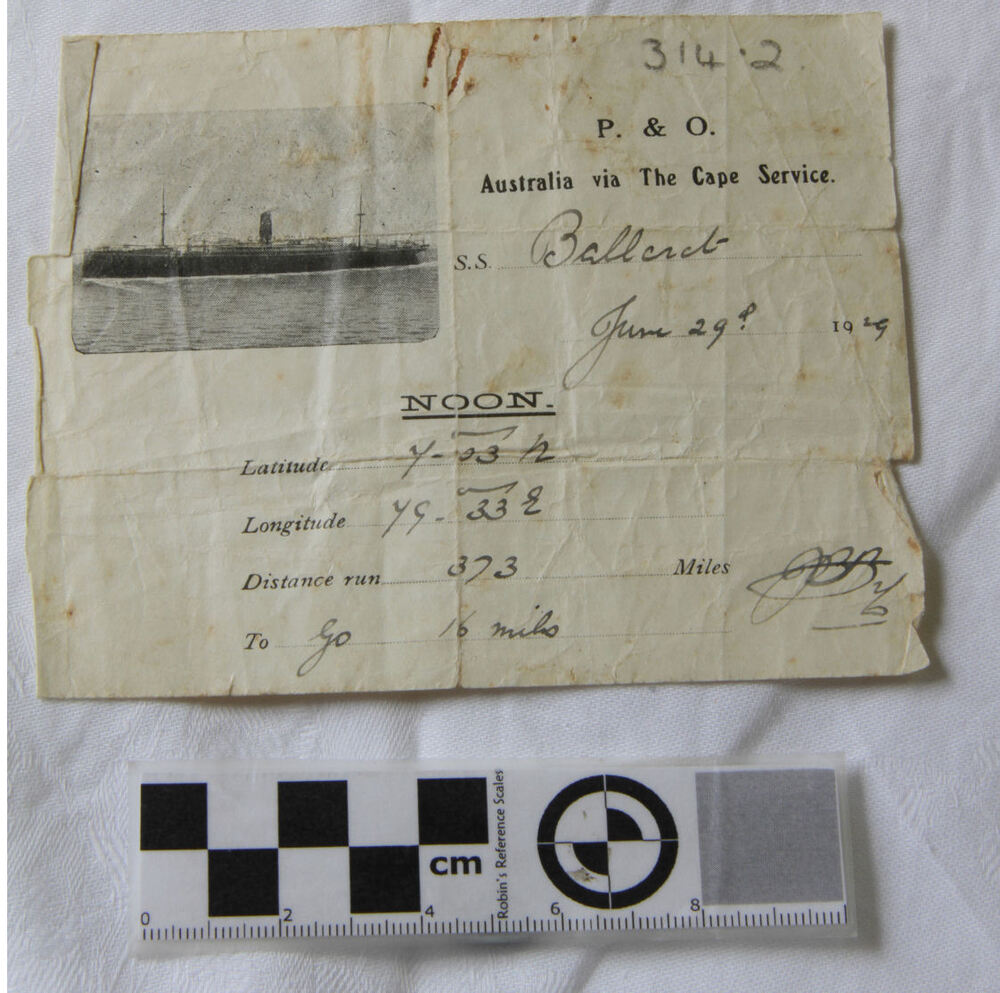 314.2
P. & O.
Australia via The Cape Service.
S.S. Ballarat
June 29th 1929
NOON.
Latitude 7-03 N
Longitude 79-33 E
Distance run 373 Miles
To Go 16 miles
cm
Robin's Reference Scales
0 2 4 6 8